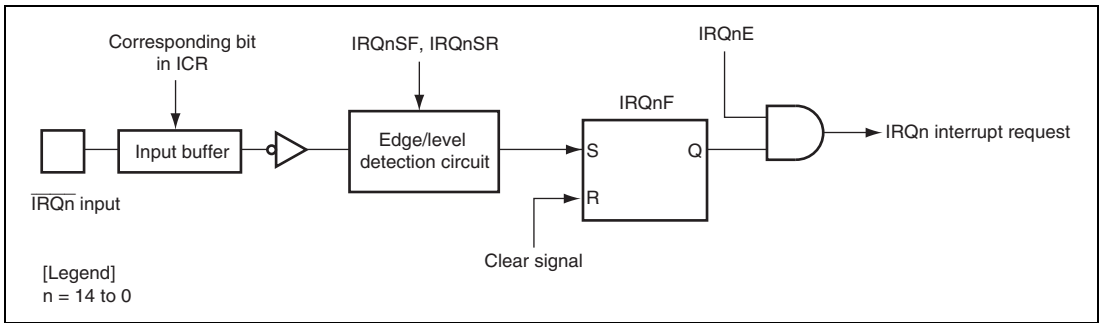 Corresponding bit
in ICR
IRQnSF, IRQnSR
IRQnE
IRQnF
Input buffer
Edge/level
detection circuit
S
Q
R
IRQn interrupt request
I̅R̅Q̅n̅ input
Clear signal
[Legend]
n = 14 to 0